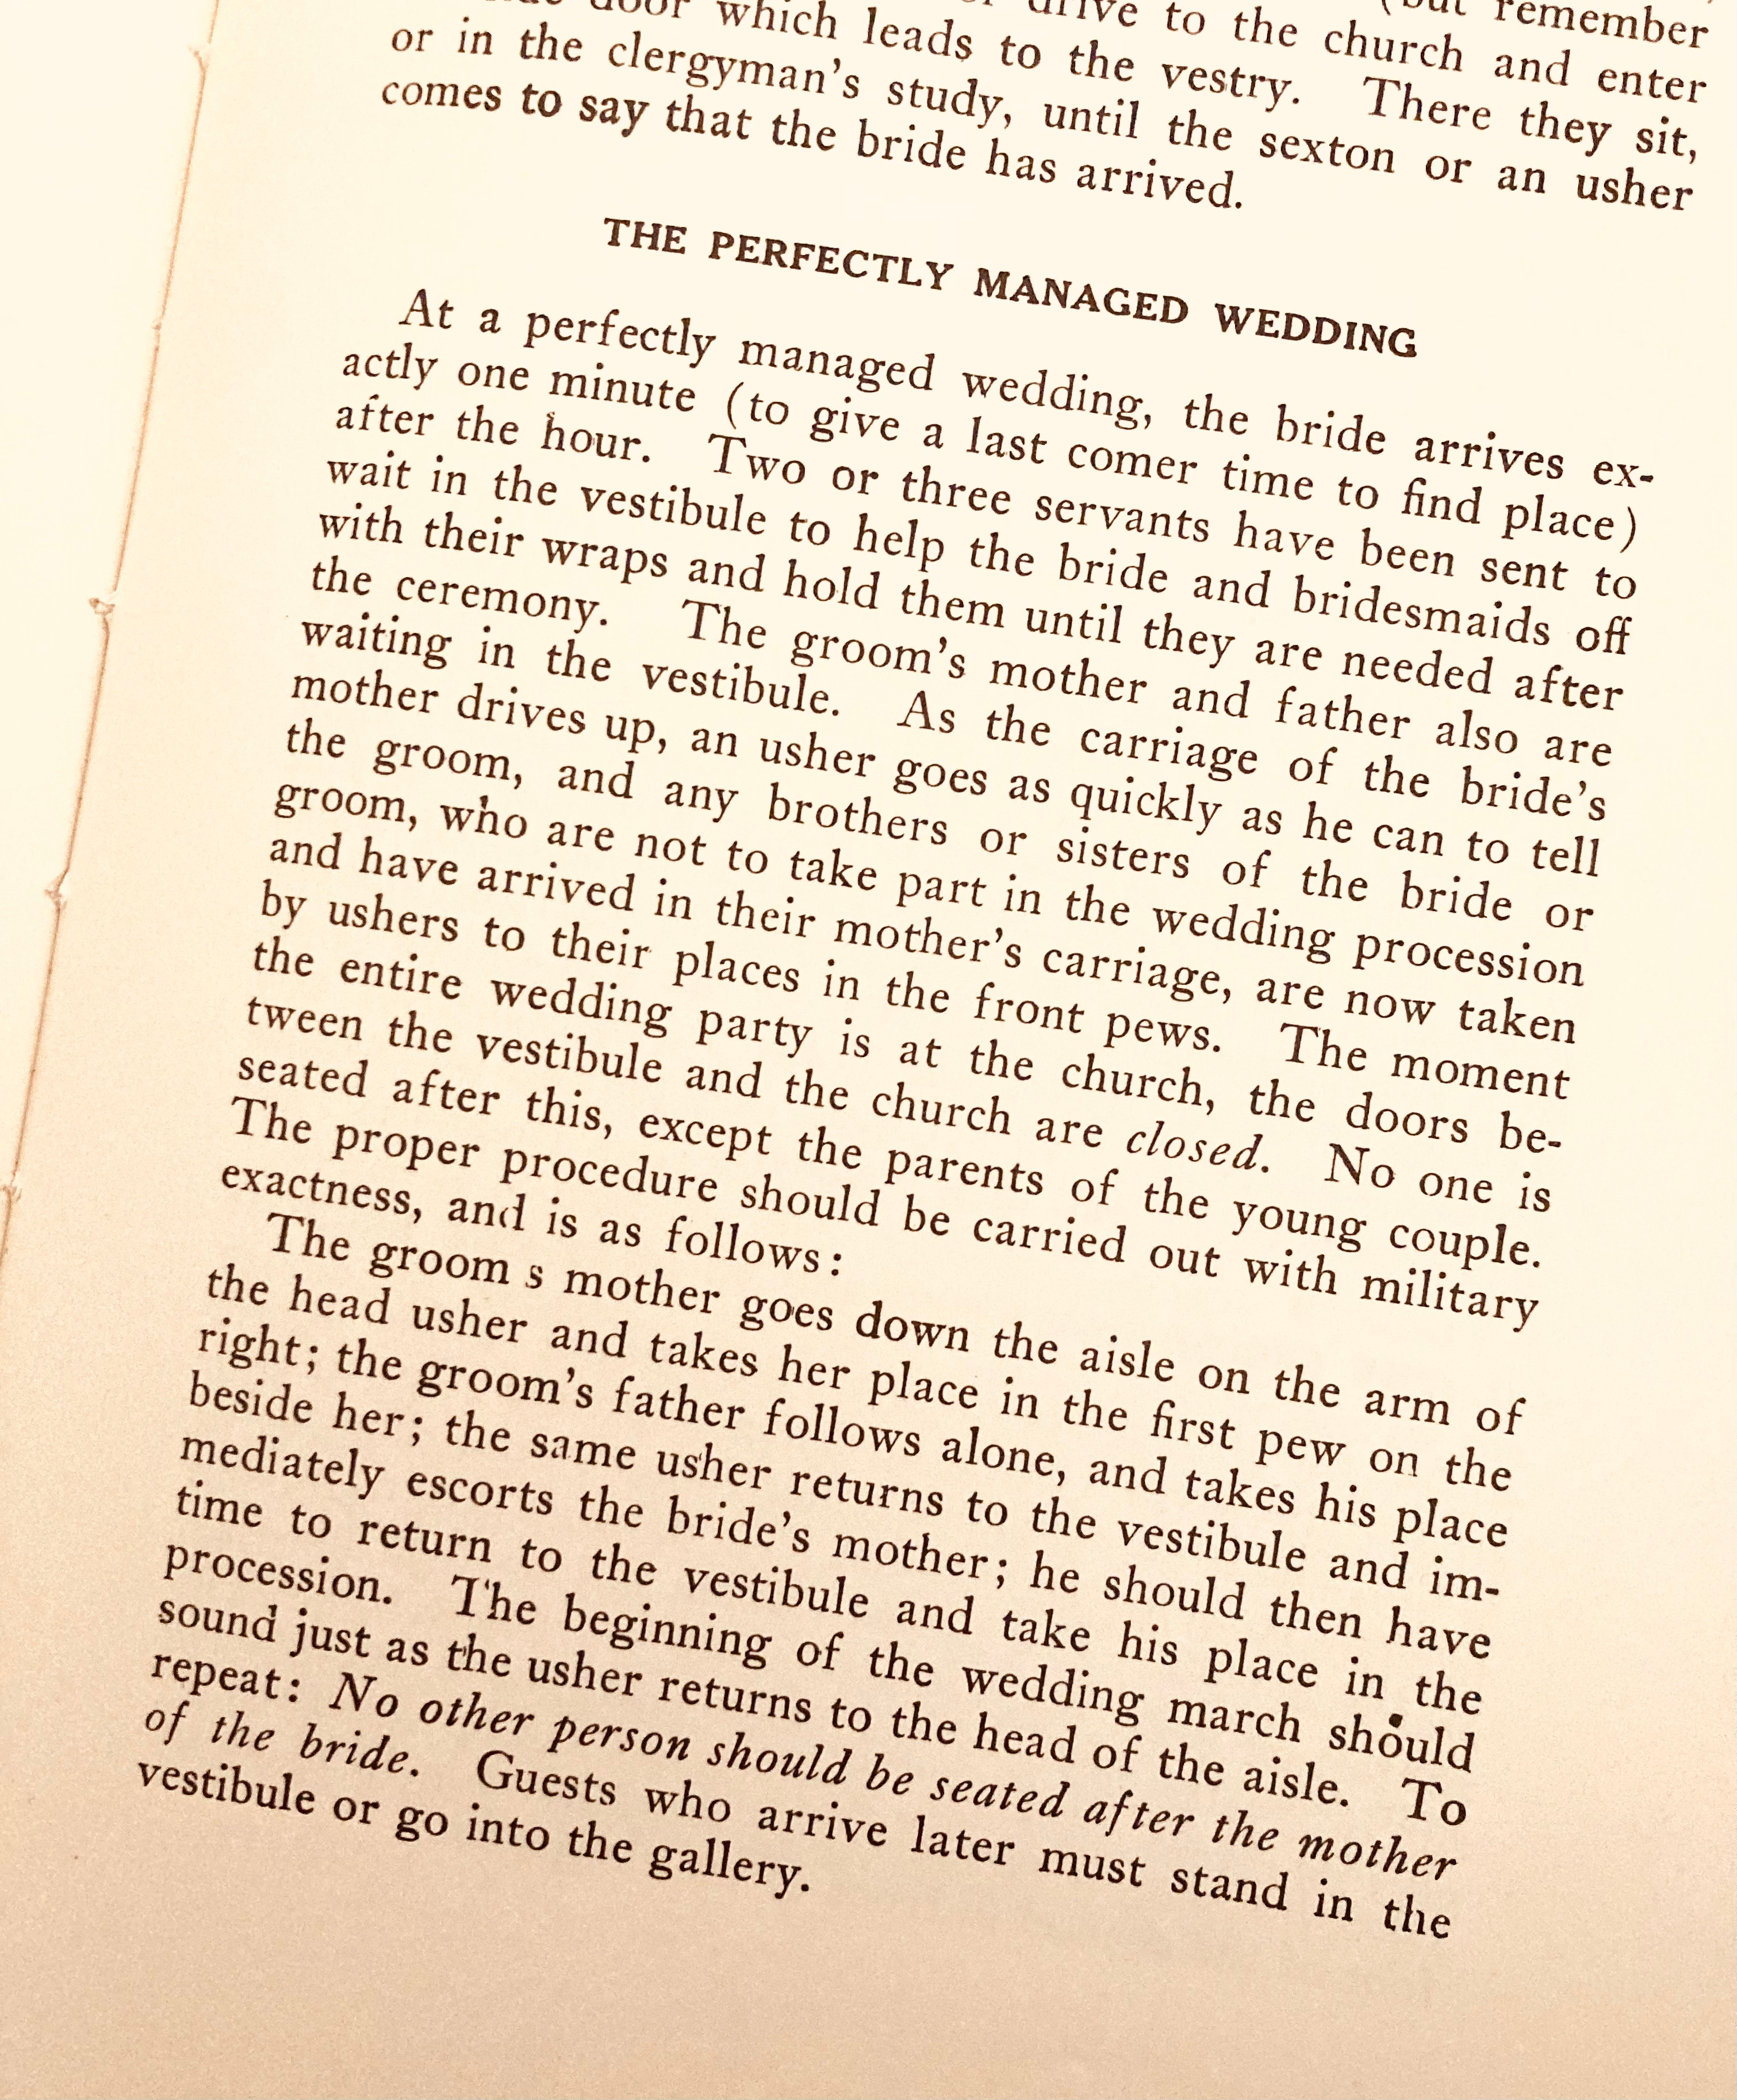 (but remember
door which leads to the vestry. drive to the church and enter
or in the clergyman's study, until the sexton or an usher There they sit,
comes to say that the bride has arrived.
THE PERFECTLY MANAGED WEDDING
At a perfectly managed wedding, the bride arrives ex-
actly one minute (to give a last comer time to find place)
after the hour. Two or three servants have been sent to
wait in the vestibule to help the bride and bridesmaids off
with their wraps and hold them until they are needed after
the ceremony. The groom's mother and father also are
waiting in the vestibule. As the carriage of the bride's
mother drives up, an usher goes as quickly as he can to tell
the groom, and any brothers or sisters of the bride or
groom, who are not to take part in the wedding procession
and have arrived in their mother's carriage, are now taken
by ushers to their places in the front pews. The moment
the entire wedding party is at the church, the doors be-
tween the vestibule and the church are closed. No one is
seated after this, except the parents of the young couple.
The proper procedure should be carried out with military
exactness, and is as follows:
The groom s mother goes down the aisle on the arm of
the head usher and takes her place in the first pew on the
right; the groom's father follows alone, and takes his place
beside her; the same usher returns to the vestibule and im-
mediately escorts the bride's mother; he should then have
time to return to the vestibule and take his place in the
procession. The beginning of the wedding march should
sound just as the usher returns to the head of the aisle. To
repeat: No other person should be seated after the mother
of the bride. Guests who arrive later must stand in the
vestibule or go into the gallery.